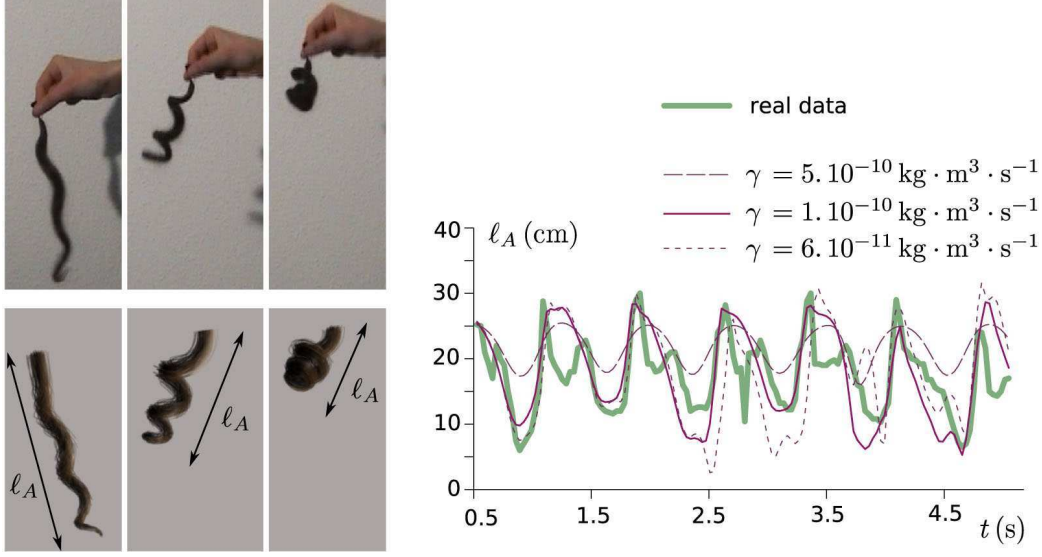 real data
γ = 5.10⁻¹⁰ kg · m³ · s⁻¹
γ = 1.10⁻¹⁰ kg · m³ · s⁻¹
γ = 6.10⁻¹¹ kg · m³ · s⁻¹
40 ℓ_A (cm)
30
20
10
0
0.5 1.5 2.5 3.5 4.5 t (s)
ℓ_A ℓ_A ℓ_A